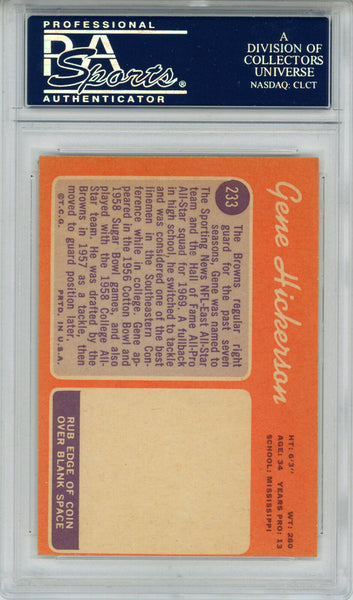 PROFESSIONAL
PSA
Sports
AUTHENTICATOR
A
DIVISION OF
COLLECTORS
UNIVERSE
NASDAQ: CLCT
Gene Hickerson
HT: 6'3" WT: 260
AGE: 34 YEARS PRO: 13
SCHOOL: MISSISSIPPI
233
The Browns' regular right
guard for the past seven
seasons, Gene was named to
The Sporting News NFL-East All-Star
team and the Hall of Fame All-Pro
All-Star squad for 1969. A fullback
in high school, he switched to tackle
and was considered one of the best
linemen in the Southeastern Con-
ference while in college. Gene ap-
peared in the 1956 Cotton Bowl and
1958 Sugar Bowl games, and also
played with the 1958 College All-
Star team. He was drafted by the
Browns in 1957 as a tackle, then
moved to guard position later.
©T.C.G. PRTD. IN U.S.A.
RUB EDGE OF COIN
OVER BLANK SPACE